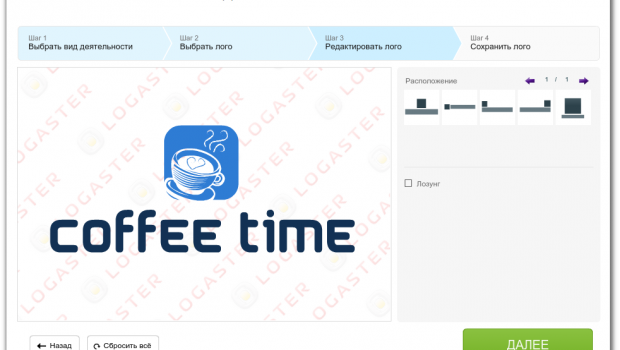 Шаг 1
Выбрать вид деятельности
Шаг 2
Выбрать лого
Шаг 3
Редактировать лого
Шаг 4
Сохранить лого
LOGASTER
LOGASTER
LOGASTER
LOGASTER
LOGASTER
coffee time
Расположение
1 / 1
Лозунг
Назад
Сбросить всё
ДАЛЕЕ